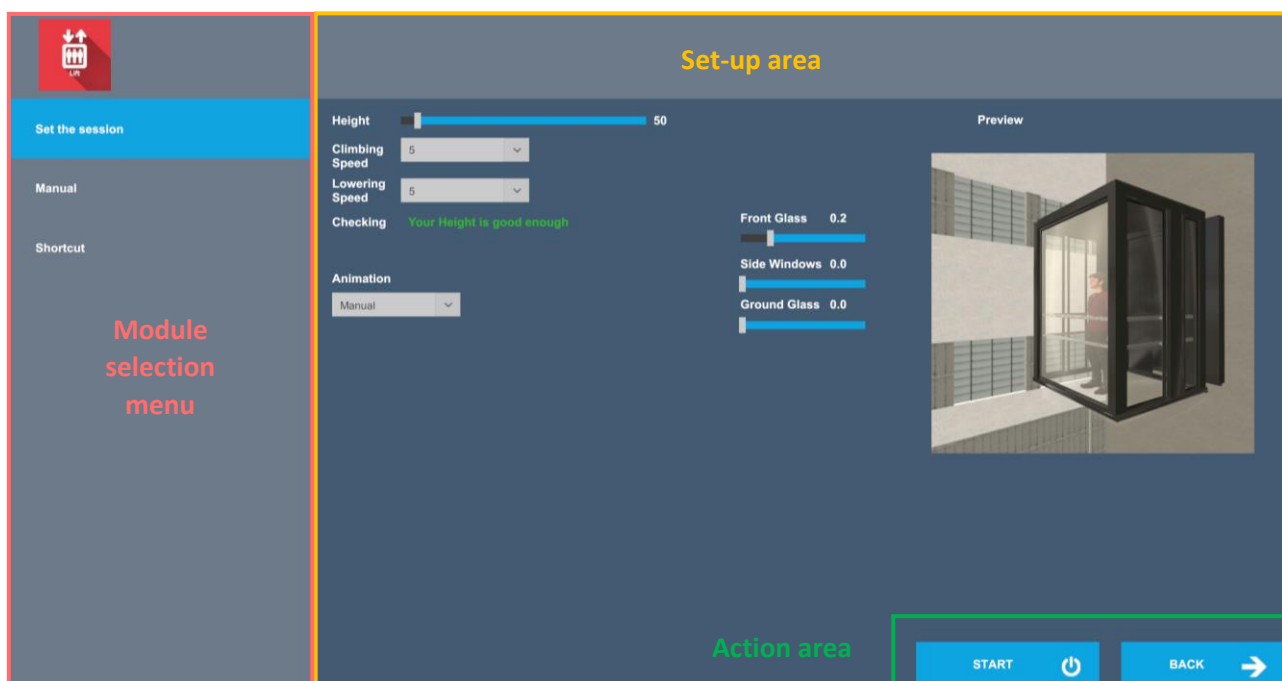 Lift
Set-up area
Set the session
Manual
Shortcut
Module
selection
menu
Height 50
Climbing
Speed 5
Lowering
Speed 5
Checking Your Height is good enough
Animation
Manual
Front Glass 0.2
Side Windows 0.0
Ground Glass 0.0
Preview
Action area
START
BACK